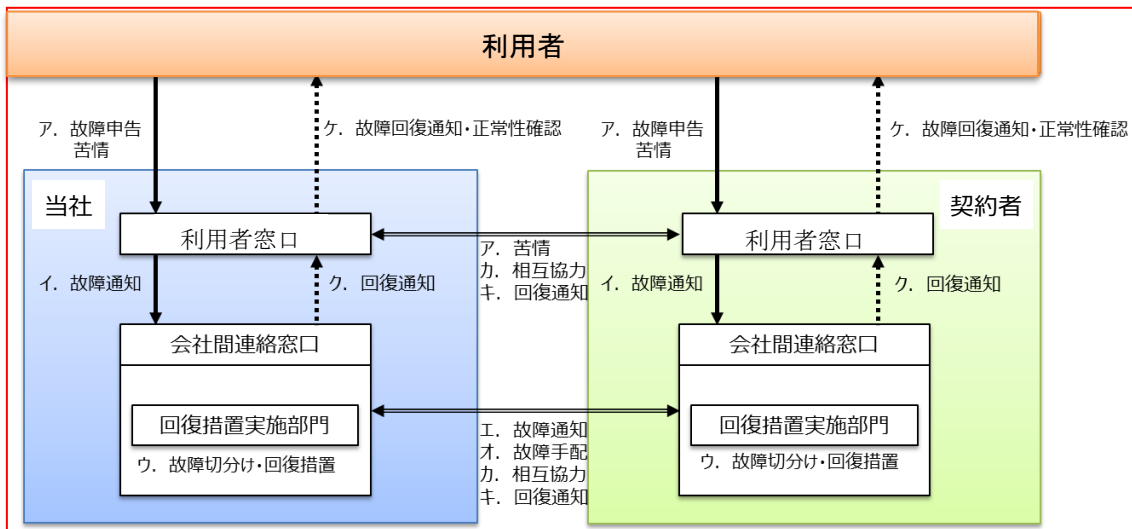 利用者
ア．故障申告
苦情
ケ．故障回復通知・正常性確認
ア．故障申告
苦情
ケ．故障回復通知・正常性確認
当社
契約者
利用者窓口
利用者窓口
ア．苦情
カ．相互協力
キ．回復通知
イ．故障通知
ク．回復通知
イ．故障通知
ク．回復通知
会社間連絡窓口
会社間連絡窓口
回復措置実施部門
回復措置実施部門
エ．故障通知
オ．故障手配
カ．相互協力
キ．回復通知
ウ．故障切分け・回復措置
ウ．故障切分け・回復措置